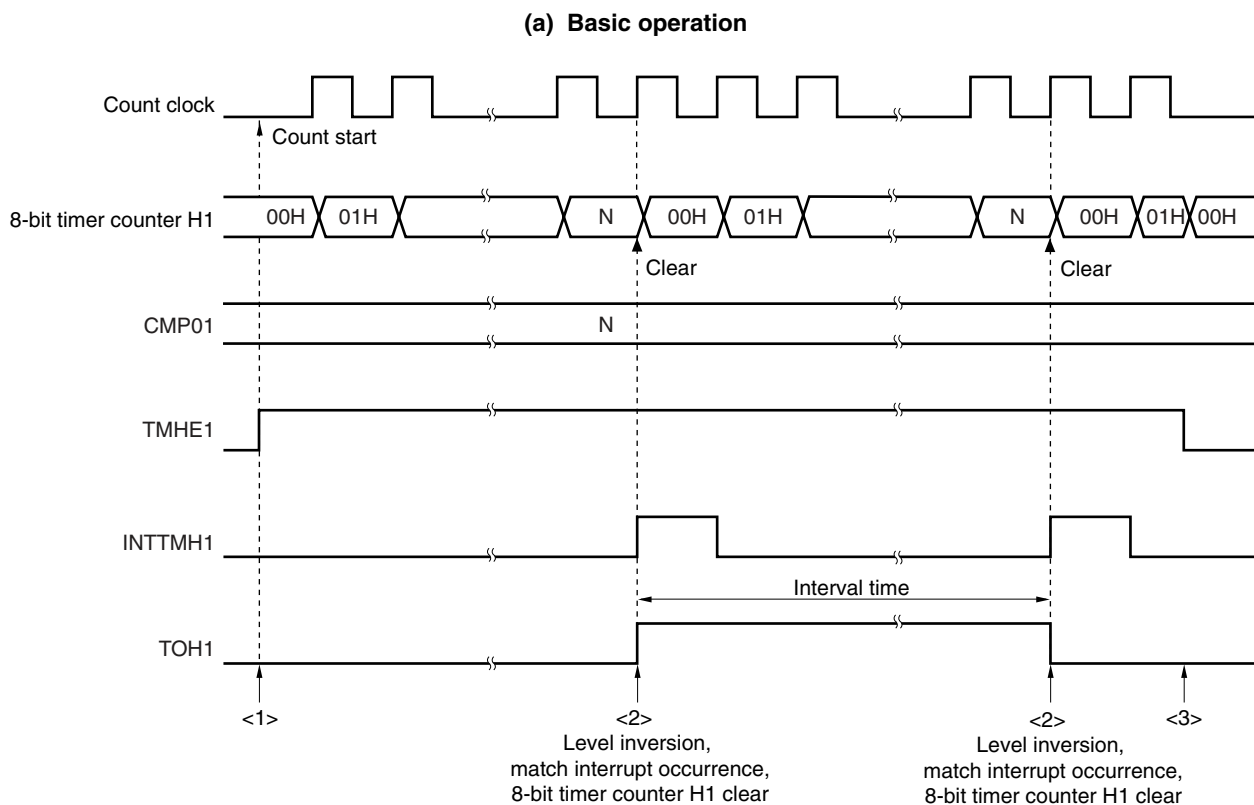 (a) Basic operation
Count clock
Count start
8-bit timer counter H1
00H 01H N 00H 01H N 00H 01H 00H
Clear Clear
CMP01 N
TMHE1
INTTMH1
Interval time
TOH1
<1> <2> <2> <3>
Level inversion,
match interrupt occurrence,
8-bit timer counter H1 clear
Level inversion,
match interrupt occurrence,
8-bit timer counter H1 clear